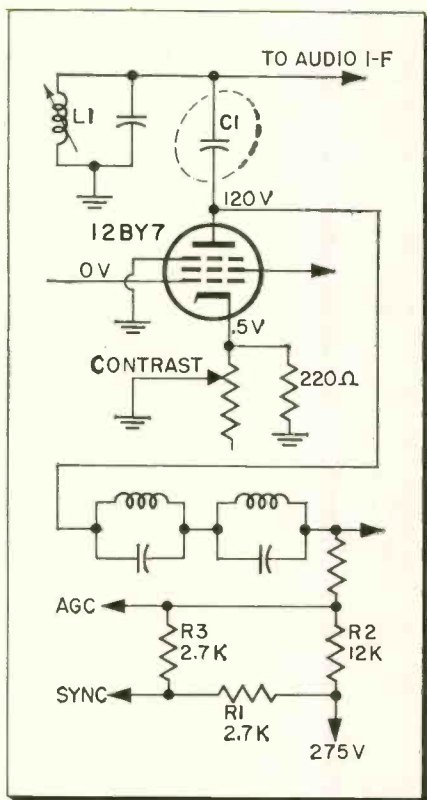 TO AUDIO I-F
L1
C1
120V
12BY7
0V
.5V
CONTRAST
220Ω
AGC
R3
2.7K
R2
12K
SYNC
R1
2.7K
275V